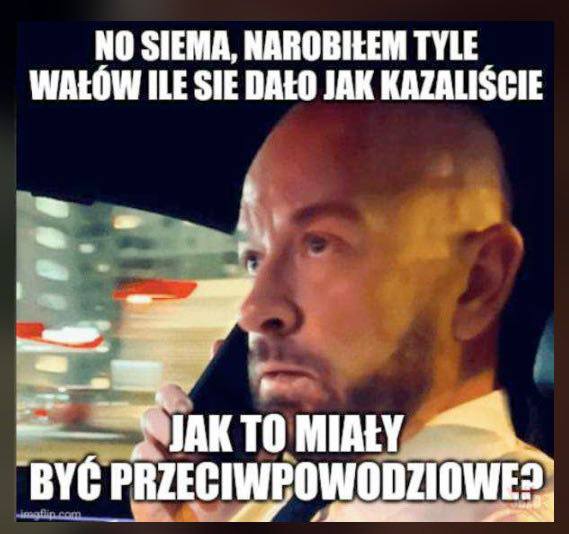 NO SIEMA, NAROBIŁEM TYLE
WAŁÓW ILE SIE DAŁO JAK KAZALIŚCIE
JAK TO MIAŁY
BYĆ PRZECIWPOWODZIOWE?
imgflip.com